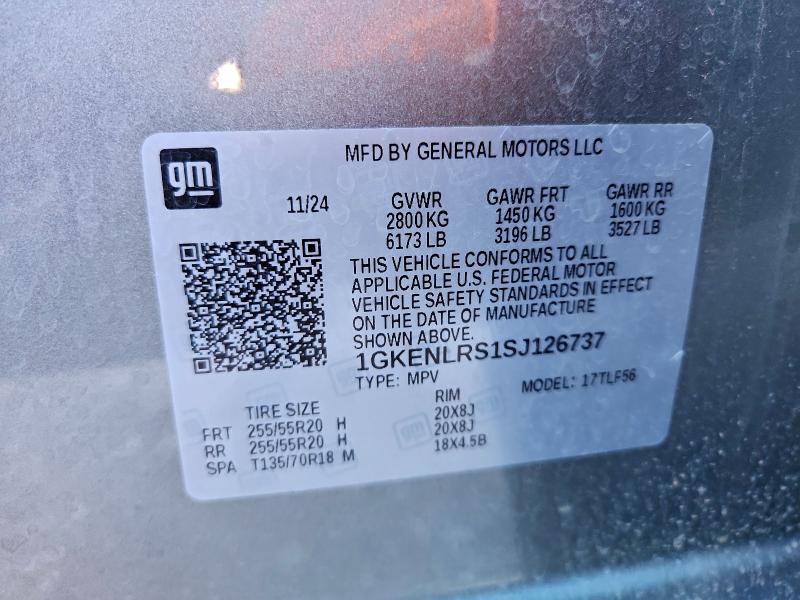 gm
MFD BY GENERAL MOTORS LLC
11/24
GVWR GAWR FRT GAWR RR
2800 KG 1450 KG 1600 KG
6173 LB 3196 LB 3527 LB
THIS VEHICLE CONFORMS TO ALL
APPLICABLE U.S. FEDERAL MOTOR
VEHICLE SAFETY STANDARDS IN EFFECT
ON THE DATE OF MANUFACTURE
SHOWN ABOVE.
1GKENLRS1SJ126737
TYPE: MPV MODEL: 17TLF56
TIRE SIZE RIM
FRT 255/55R20 H 20X8J
RR 255/55R20 H 20X8J
SPA T135/70R18 M 18X4.5B